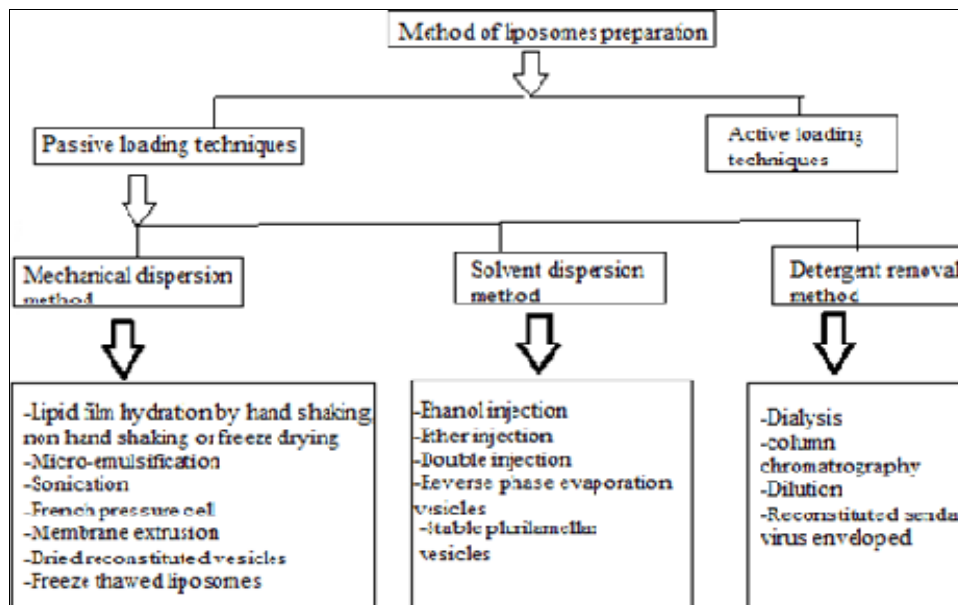 Method of liposomes preparation
Passive loading techniques
Active loading
techniques
Mechanical dispersion
method
Solvent dispersion
method
Detergent removal
method
-Lipid film hydration by hand shaking,
non hand shaking or freeze drying
-Micro-emulsification
-Sonication
-French pressure cell
-Membrane extrusion
-Dried reconstituted vesicles
-Freeze thawed liposomes
-Ethanol injection
-Ether injection
-Double injection
-Reverse phase evaporation
vesicles
-Stable plurilamellar
vesicles
-Dialysis
-column
chromatrography
-Dilution
-Reconstituted sendai
virus enveloped